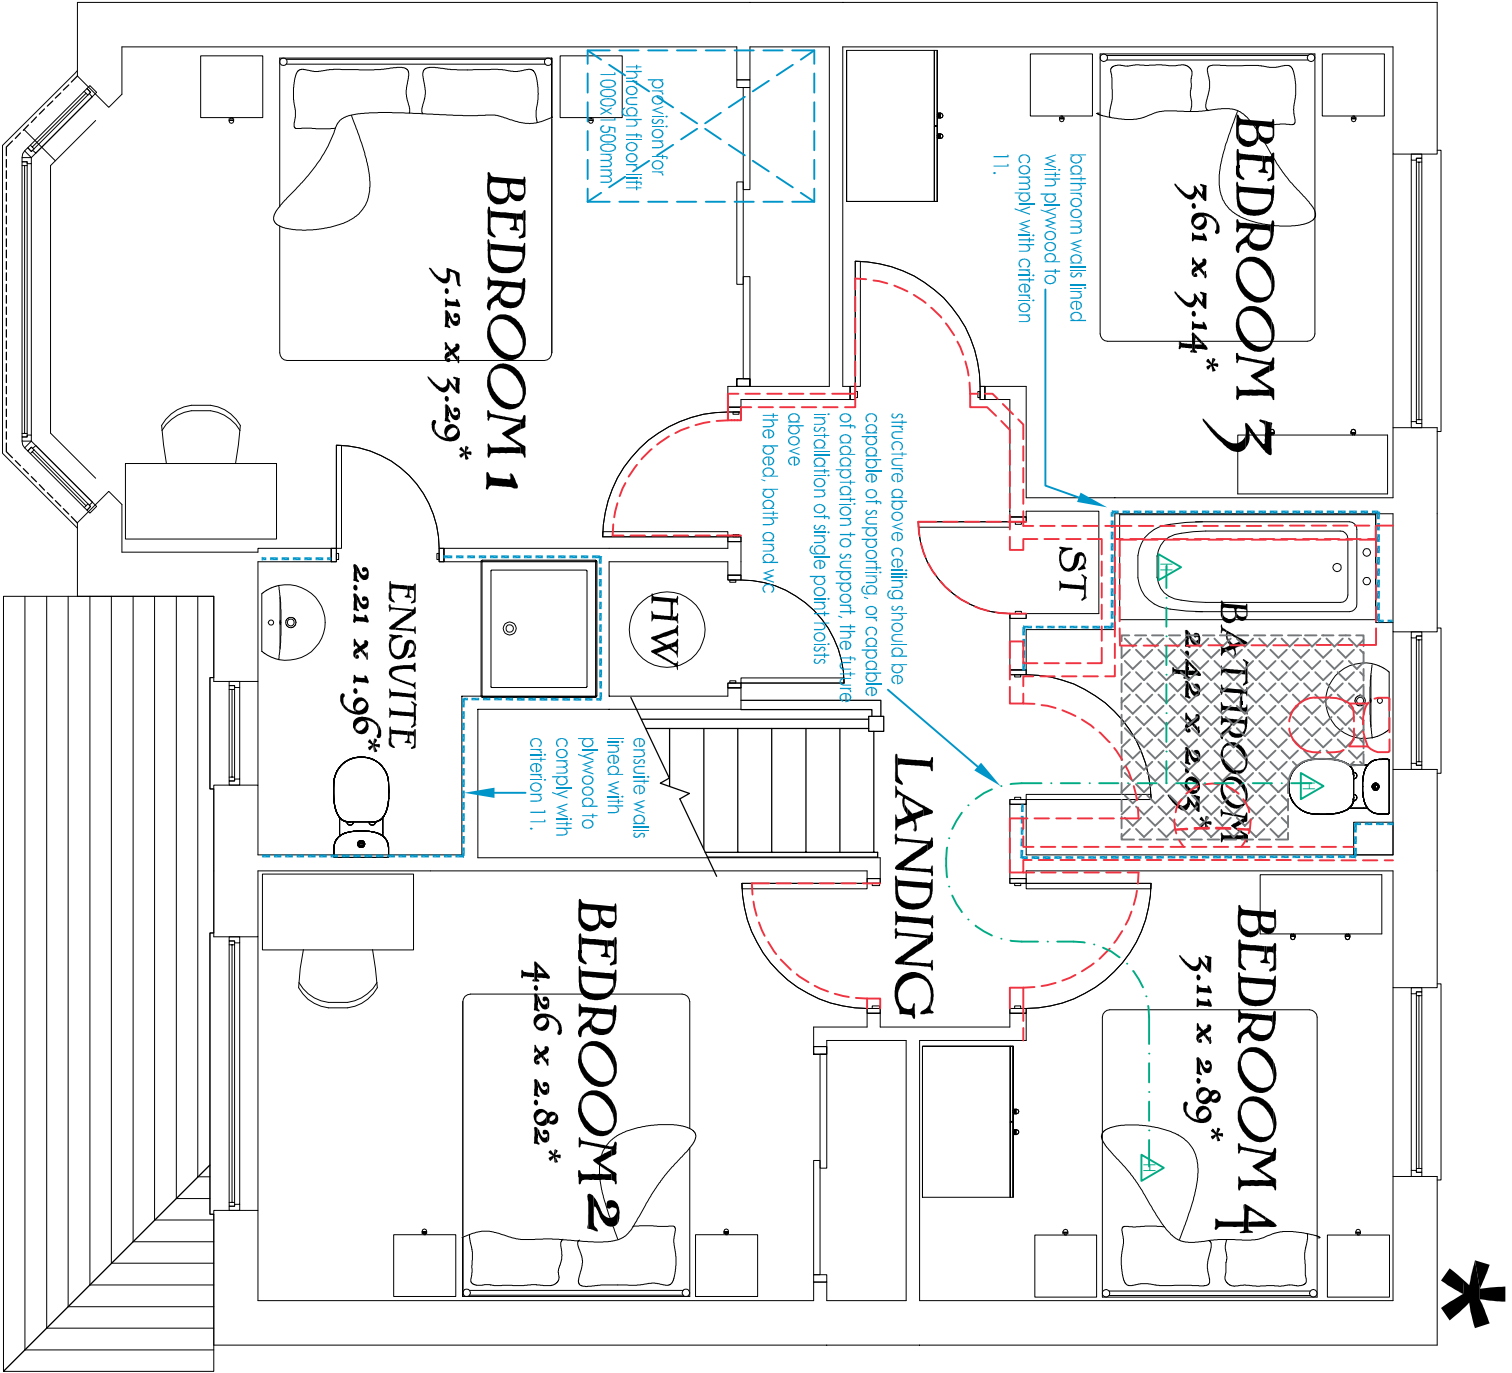 BEDROOM 3
3.61 x 3.14*
bathroom walls lined
with plywood to
comply with criterion
11.
provision for
through floor lift
1000x1500mm
BEDROOM 1
5.12 x 3.29*
structure above ceiling should be
capable of supporting, or capable
of adaptation to support, the future
installation of single point hoists
above
the bed, bath and wc
ST
H
BATHROOM
2.42 x 2.03*
H
HW
ENSUITE
2.21 x 1.96*
ensuite walls
lined with
plywood to
comply with
criterion 11.
LANDING
BEDROOM 4
3.11 x 2.89*
H
BEDROOM 2
4.26 x 2.82*
*